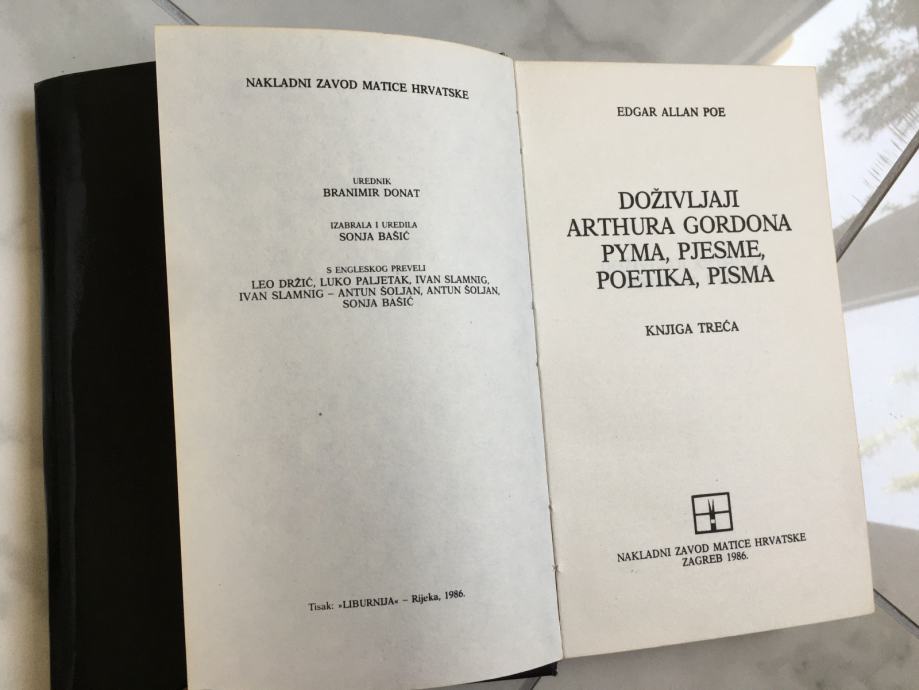 NAKLADNI ZAVOD MATICE HRVATSKE
UREDNIK
BRANIMIR DONAT
IZABRALA I UREDILA
SONJA BAŠIĆ
S ENGLESKOG PREVELI
LEO DRŽIĆ, LUKO PALJETAK, IVAN SLAMNIG,
IVAN SLAMNIG – ANTUN ŠOLJAN, ANTUN ŠOLJAN,
SONJA BAŠIĆ
Tisak: »LIBURNIJA« – Rijeka, 1986.
EDGAR ALLAN POE
DOŽIVLJAJI
ARTHURA GORDONA
PYMA, PJESME,
POETIKA, PISMA
KNJIGA TREĆA
NAKLADNI ZAVOD MATICE HRVATSKE
ZAGREB 1986.